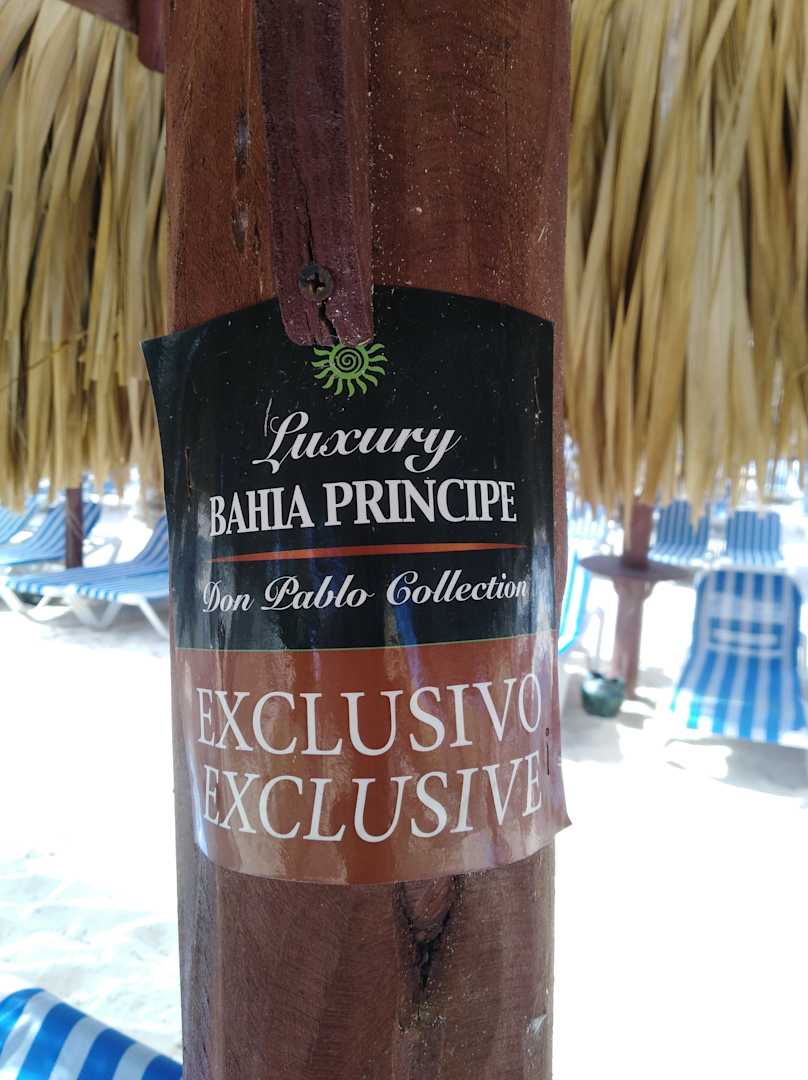 Luxury
BAHIA PRINCIPE
Don Pablo Collection
EXCLUSIVO
EXCLUSIVE